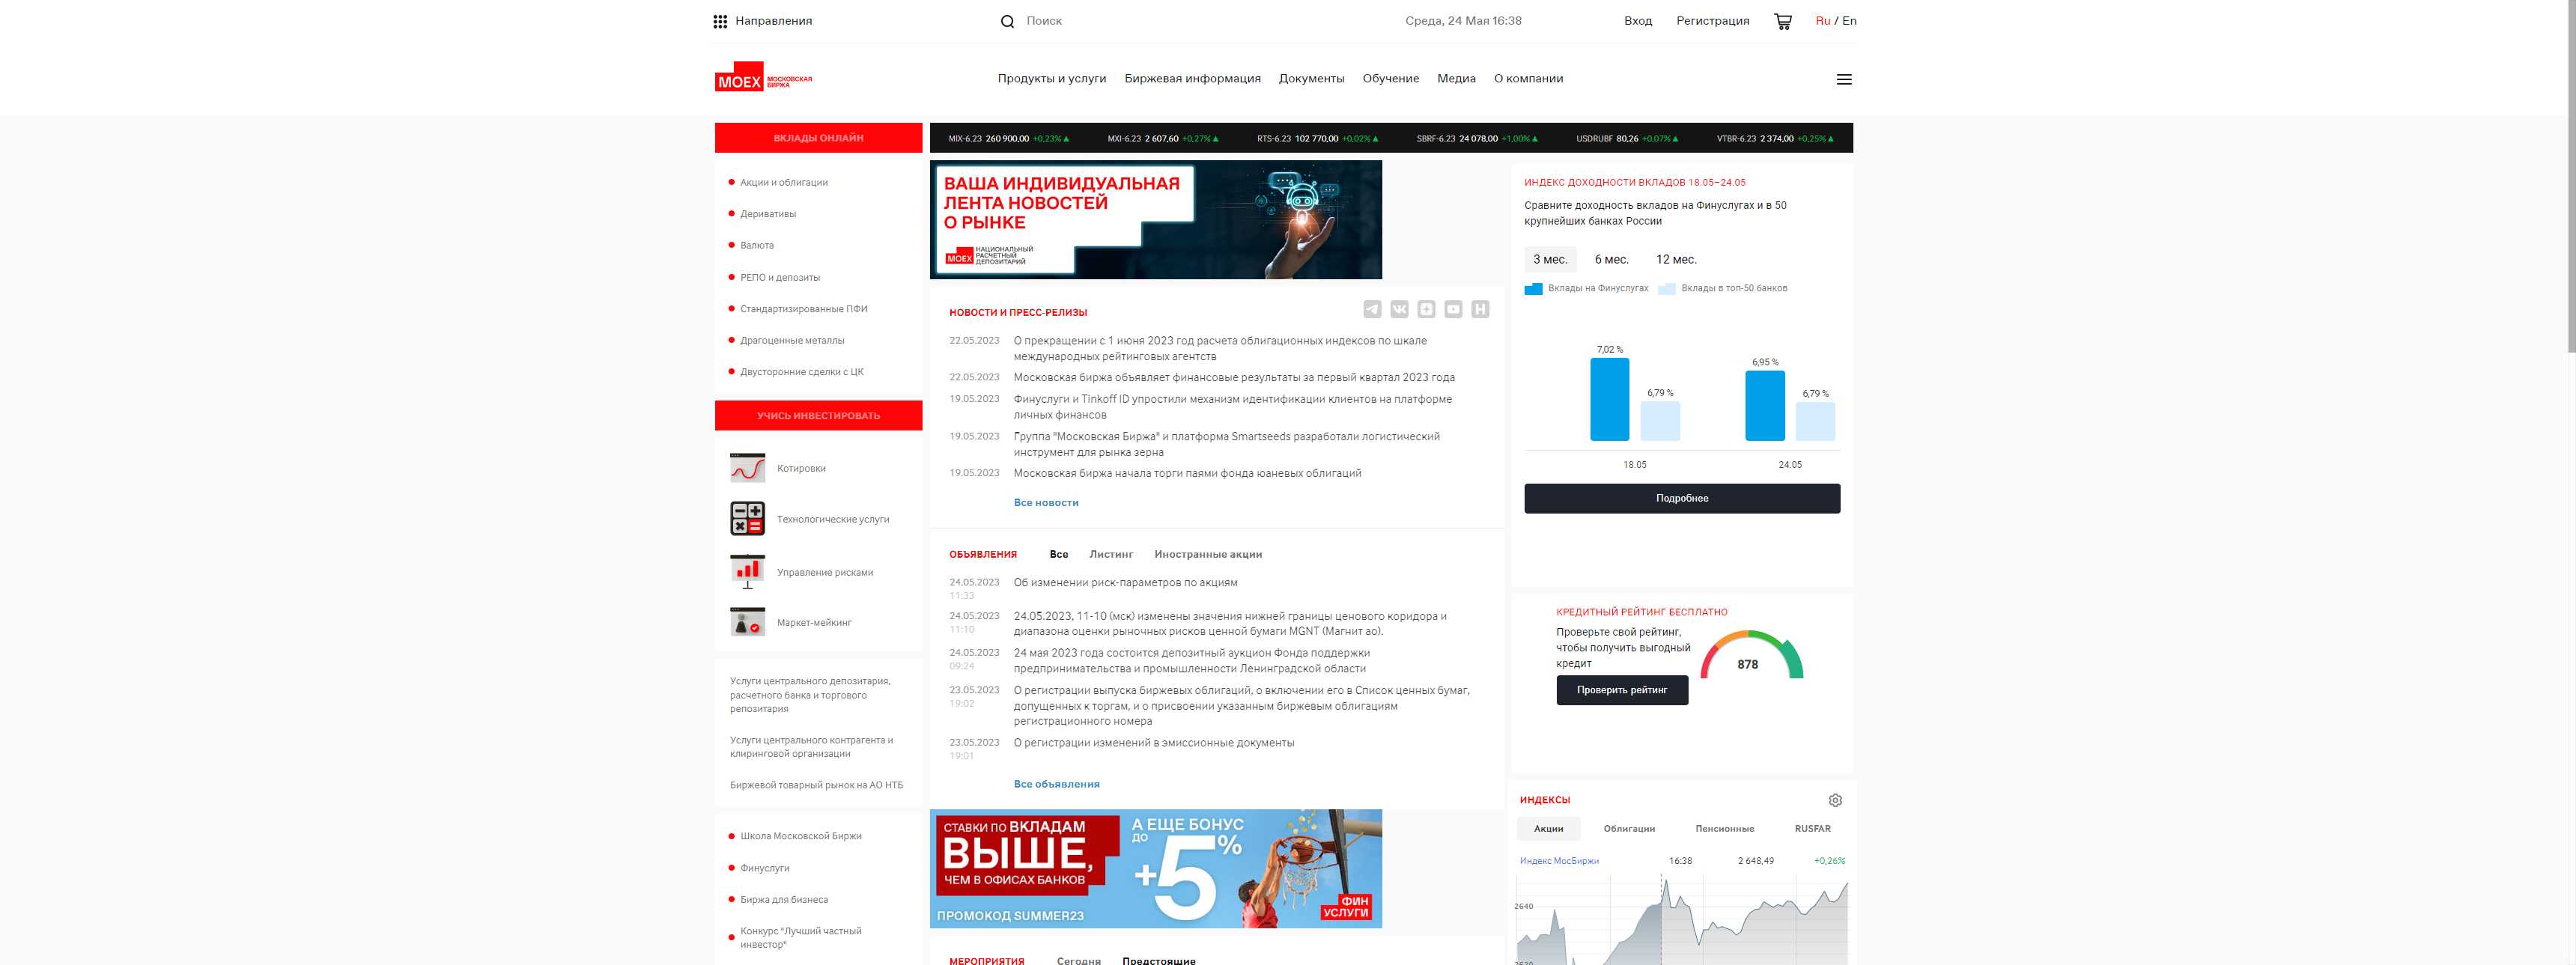 Направления
Поиск
Среда, 24 Мая 16:38
Вход
Регистрация
Ru / En
MOEX МОСКОВСКАЯ
БИРЖА
Продукты и услуги
Биржевая информация
Документы
Обучение
Медиа
О компании
ВКЛАДЫ ОНЛАЙН
Акции и облигации
Деривативы
Валюта
РЕПО и депозиты
Стандартизированные ПФИ
Драгоценные металлы
Двусторонние сделки с ЦК
УЧИСЬ ИНВЕСТИРОВАТЬ
Котировки
Технологические услуги
Управление рисками
Маркет-мейкинг
Услуги центрального депозитария,
расчетного банка и торгового
репозитария
Услуги центрального контрагента и
клиринговой организации
Биржевой товарный рынок на АО НТБ
Школа Московской Биржи
Финуслуги
Биржа для бизнеса
Конкурс "Лучший частный
инвестор"
MIX-6.23 260 900,00 +0,23%
MXI-6.23 2 607,60 +0,27%
RTS-6.23 102 770,00 +0,02%
SBRF-6.23 24 078,00 +1,00%
USDRUBF 80,26 +0,07%
VTBR-6.23 2 374,00 +0,25%
ВАША ИНДИВИДУАЛЬНАЯ
ЛЕНТА НОВОСТЕЙ
О РЫНКЕ
MOEX НАЦИОНАЛЬНЫЙ
РАСЧЕТНЫЙ
ДЕПОЗИТАРИЙ
НОВОСТИ И ПРЕСС-РЕЛИЗЫ
22.05.2023 О прекращении с 1 июня 2023 год расчета облигационных индексов по шкале
международных рейтинговых агентств
22.05.2023 Московская биржа объявляет финансовые результаты за первый квартал 2023 года
19.05.2023 Финуслуги и Tinkoff ID упростили механизм идентификации клиентов на платформе
личных финансов
19.05.2023 Группа "Московская Биржа" и платформа Smartseeds разработали логистический
инструмент для рынка зерна
19.05.2023 Московская биржа начала торги паями фонда юаневых облигаций
Все новости
ОБЪЯВЛЕНИЯ
Все
Листинг
Иностранные акции
24.05.2023 Об изменении риск-параметров по акциям
11:33
24.05.2023 24.05.2023, 11-10 (мск) изменены значения нижней границы ценового коридора и
11:10 диапазона оценки рыночных рисков ценной бумаги MGNT (Магнит ао).
24.05.2023 24 мая 2023 года состоится депозитный аукцион Фонда поддержки
09:24 предпринимательства и промышленности Ленинградской области
23.05.2023 О регистрации выпуска биржевых облигаций, о включении его в Список ценных бумаг,
19:02 допущенных к торгам, и о присвоении указанным биржевым облигациям
регистрационного номера
23.05.2023 О регистрации изменений в эмиссионные документы
19:01
Все объявления
СТАВКИ ПО ВКЛАДАМ
ВЫШЕ,
ЧЕМ В ОФИСАХ БАНКОВ
ПРОМОКОД SUMMER23
А ЕЩЕ БОНУС
ДО
+5%
ФИН
УСЛУГИ
МЕРОПРИЯТИЯ
Сегодня
Предстоящие
ИНДЕКС ДОХОДНОСТИ ВКЛАДОВ 18.05–24.05
Сравните доходность вкладов на Финуслугах и в 50
крупнейших банках России
3 мес.
6 мес.
12 мес.
Вклады на Финуслугах
Вклады в топ-50 банков
7,02 %
6,79 %
6,95 %
6,79 %
18.05
24.05
Подробнее
КРЕДИТНЫЙ РЕЙТИНГ БЕСПЛАТНО
Проверьте свой рейтинг,
чтобы получить выгодный
кредит
878
Проверить рейтинг
ИНДЕКСЫ
Акции
Облигации
Пенсионные
RUSFAR
Индекс МосБиржи 16:38 2 648,49 +0,26%
2640